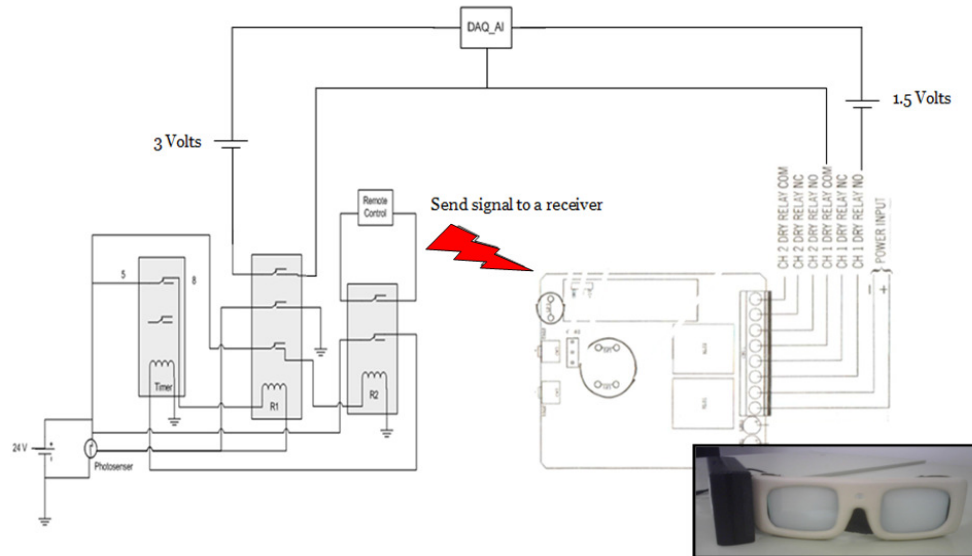 DAQ_AI
1.5 Volts
3 Volts
Remote
Control
Send signal to a receiver
CH 2 DRY RELAY COM
CH 2 DRY RELAY NC
CH 2 DRY RELAY NO
CH 1 DRY RELAY COM
CH 1 DRY RELAY NC
CH 1 DRY RELAY NO
POWER INPUT
- +
5
8
Timer
R1
R2
24 V
+
Photosenser